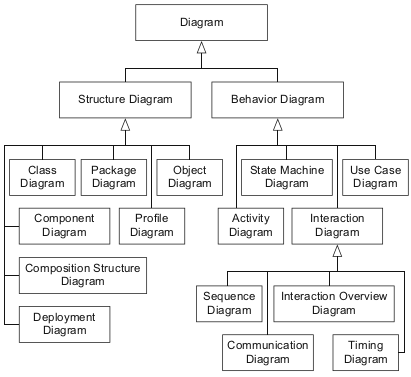 Diagram
Structure Diagram
Behavior Diagram
Class
Diagram
Package
Diagram
Object
Diagram
State Machine
Diagram
Use Case
Diagram
Component
Diagram
Profile
Diagram
Activity
Diagram
Interaction
Diagram
Composition Structure
Diagram
Sequence
Diagram
Interaction Overview
Diagram
Deployment
Diagram
Communication
Diagram
Timing
Diagram